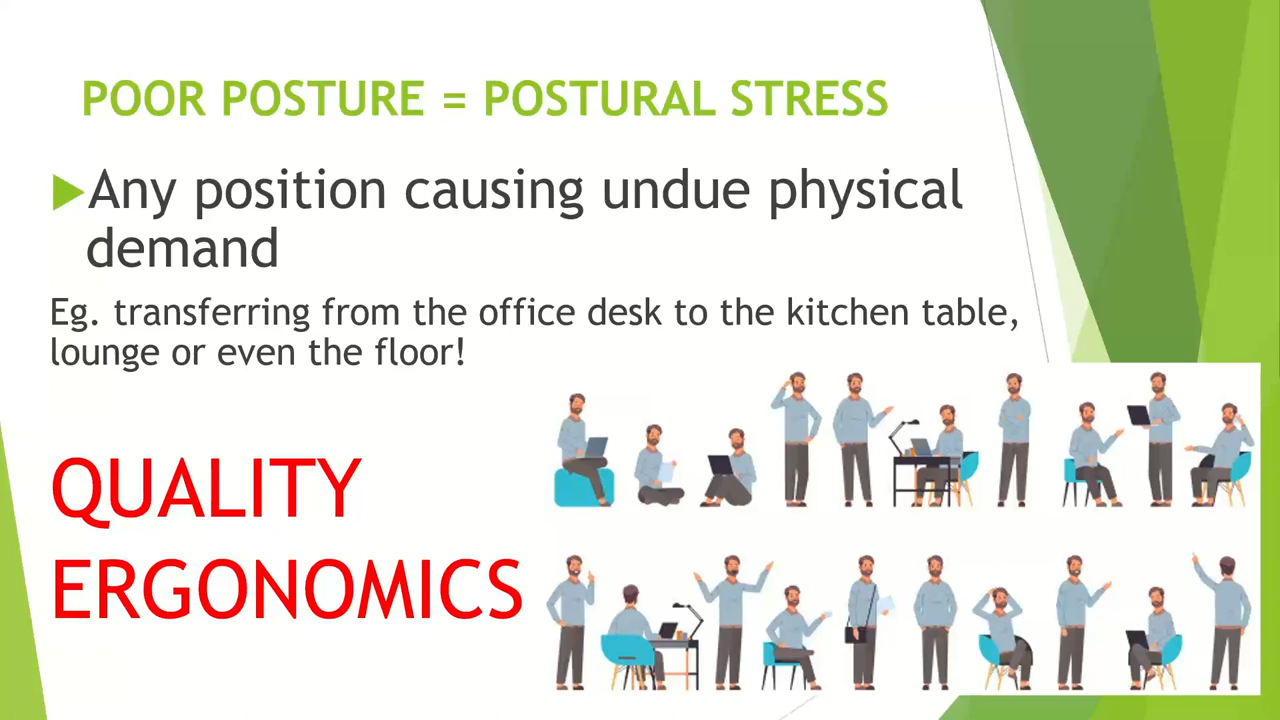 POOR POSTURE = POSTURAL STRESS
Any position causing undue physical
demand
Eg. transferring from the office desk to the kitchen table,
lounge or even the floor!
QUALITY
ERGONOMICS